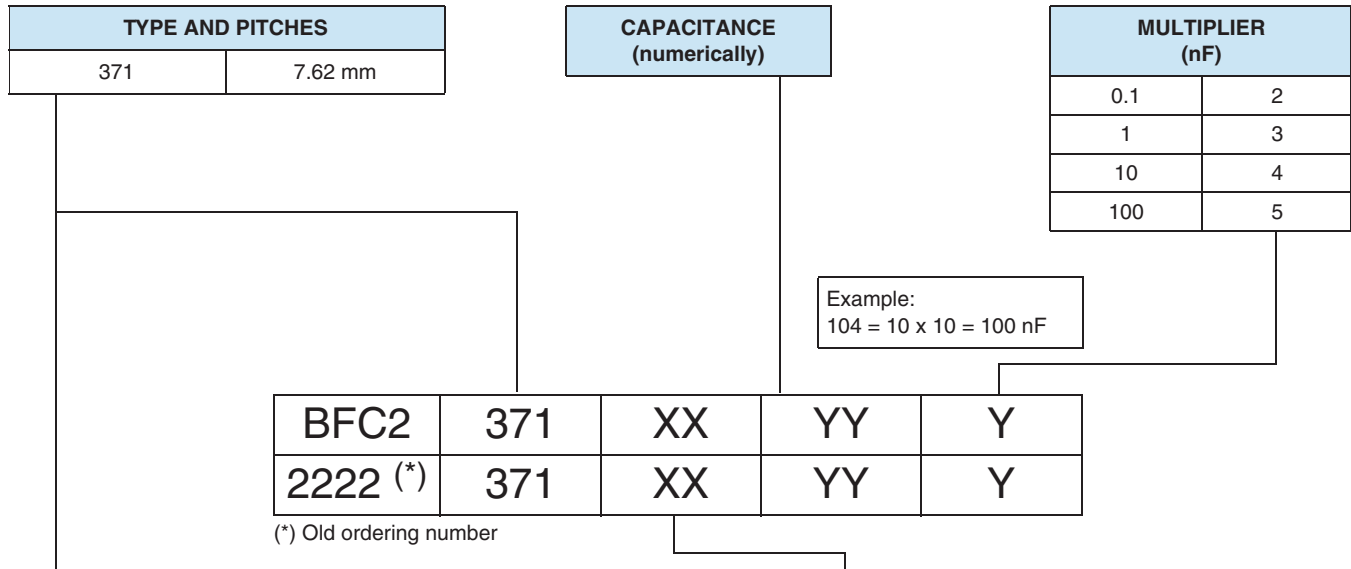 TYPE AND PITCHES
371 7.62 mm
CAPACITANCE
(numerically)
MULTIPLIER
(nF)
0.1 2
1 3
10 4
100 5
Example:
104 = 10 x 10 = 100 nF
BFC2 371 XX YY Y
2222 (*) 371 XX YY Y
(*) Old ordering number